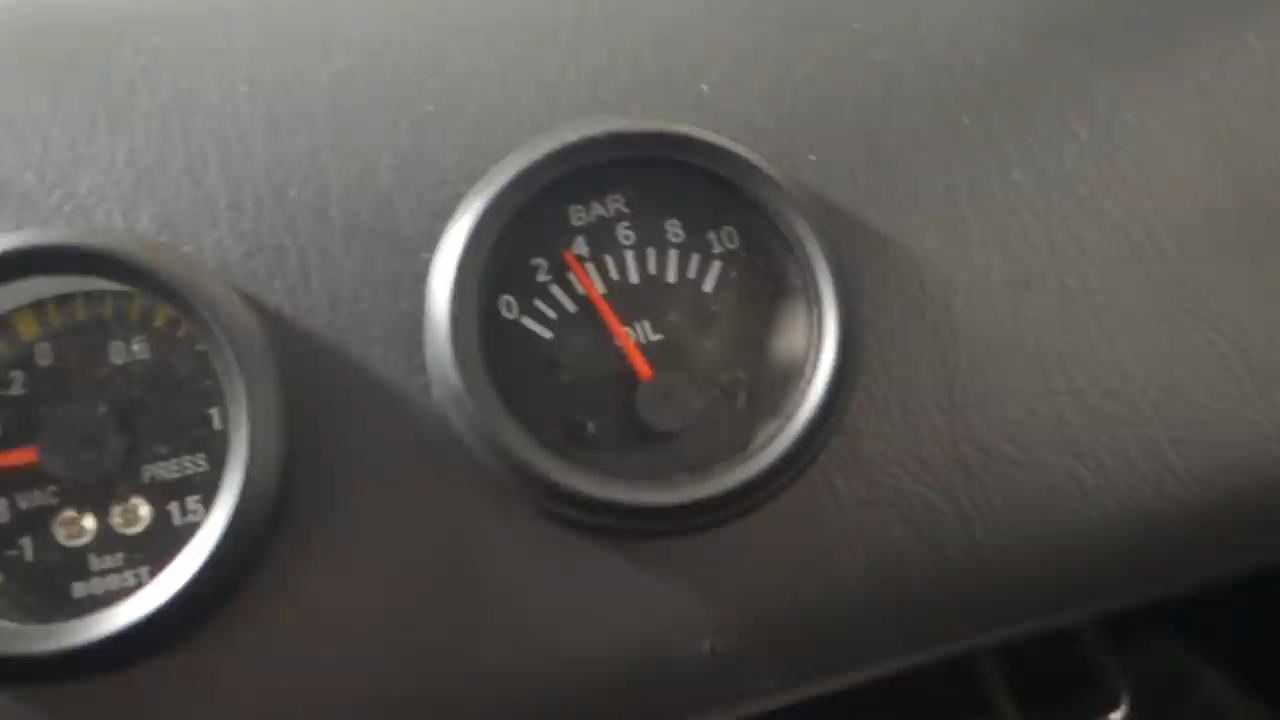 BAR
0 2 4 6 8 10
OIL
0 0.5
.2
1
PRESS.
VAC
1.5
-1
bar
BOOST